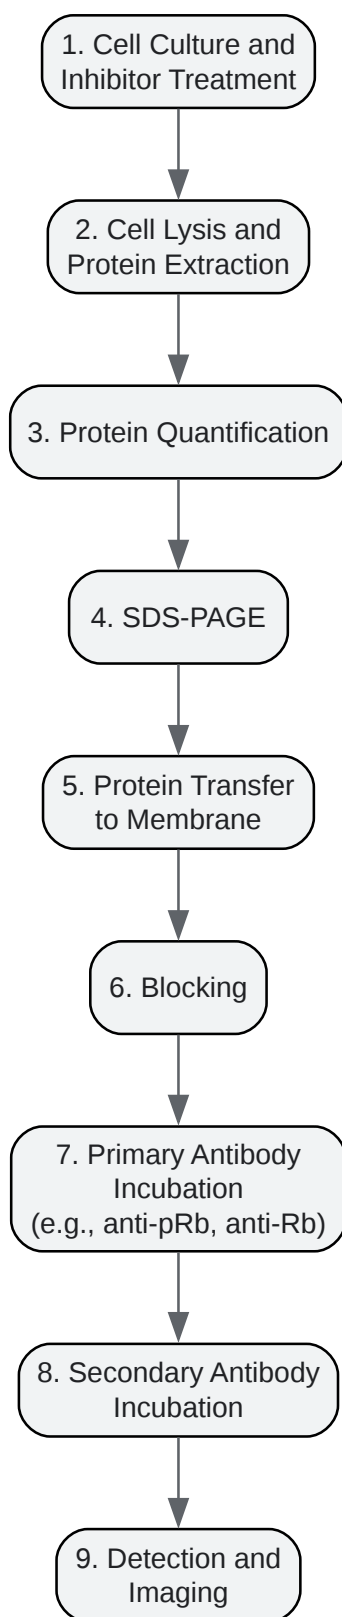 1. Cell Culture and
Inhibitor Treatment
2. Cell Lysis and
Protein Extraction
3. Protein Quantification
4. SDS-PAGE
5. Protein Transfer
to Membrane
6. Blocking
7. Primary Antibody
Incubation
(e.g., anti-pRb, anti-Rb)
8. Secondary Antibody
Incubation
9. Detection and
Imaging